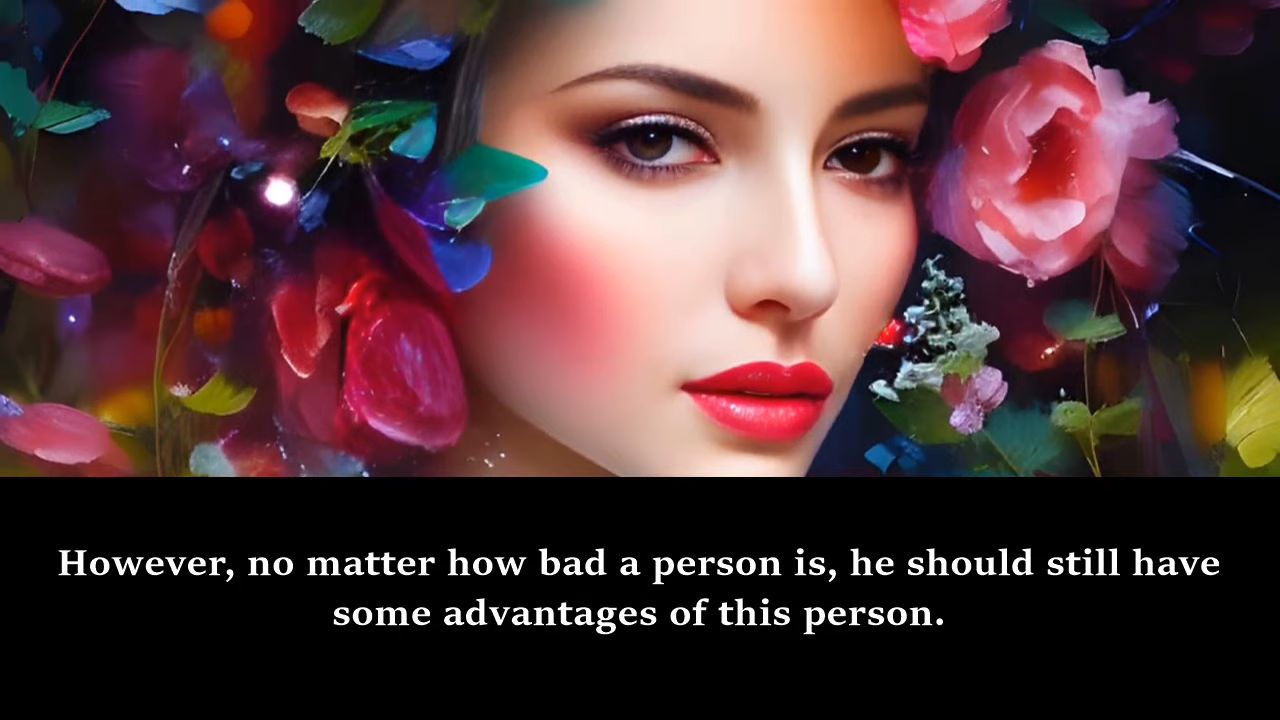 However, no matter how bad a person is, he should still have
some advantages of this person.